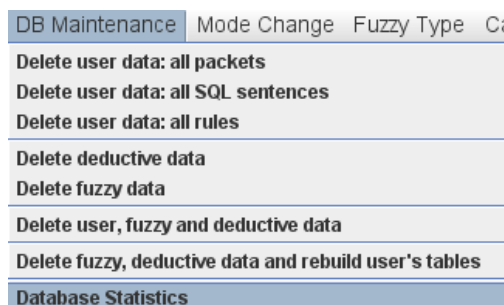 DB Maintenance Mode Change Fuzzy Type
Delete user data: all packets
Delete user data: all SQL sentences
Delete user data: all rules
Delete deductive data
Delete fuzzy data
Delete user, fuzzy and deductive data
Delete fuzzy, deductive data and rebuild user's tables
Database Statistics